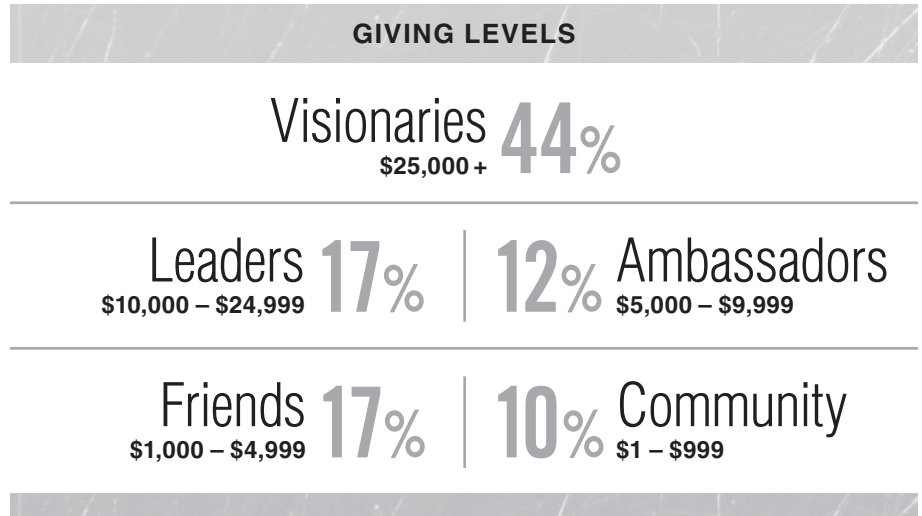 GIVING LEVELS
Visionaries 44%
$25,000 +
Leaders 17%
$10,000 – $24,999
12% Ambassadors
$5,000 – $9,999
Friends 17%
$1,000 – $4,999
10% Community
$1 – $999